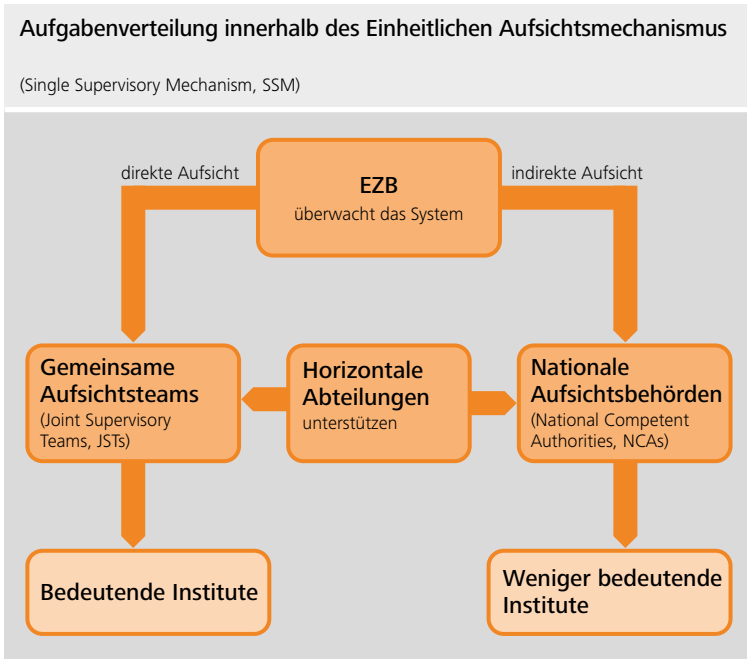 Aufgabenverteilung innerhalb des Einheitlichen Aufsichtsmechanismus
(Single Supervisory Mechanism, SSM)
direkte Aufsicht
EZB
überwacht das System
indirekte Aufsicht
Gemeinsame
Aufsichtsteams
(Joint Supervisory
Teams, JSTs)
Horizontale
Abteilungen
unterstützen
Nationale
Aufsichtsbehörden
(National Competent
Authorities, NCAs)
Bedeutende Institute
Weniger bedeutende
Institute